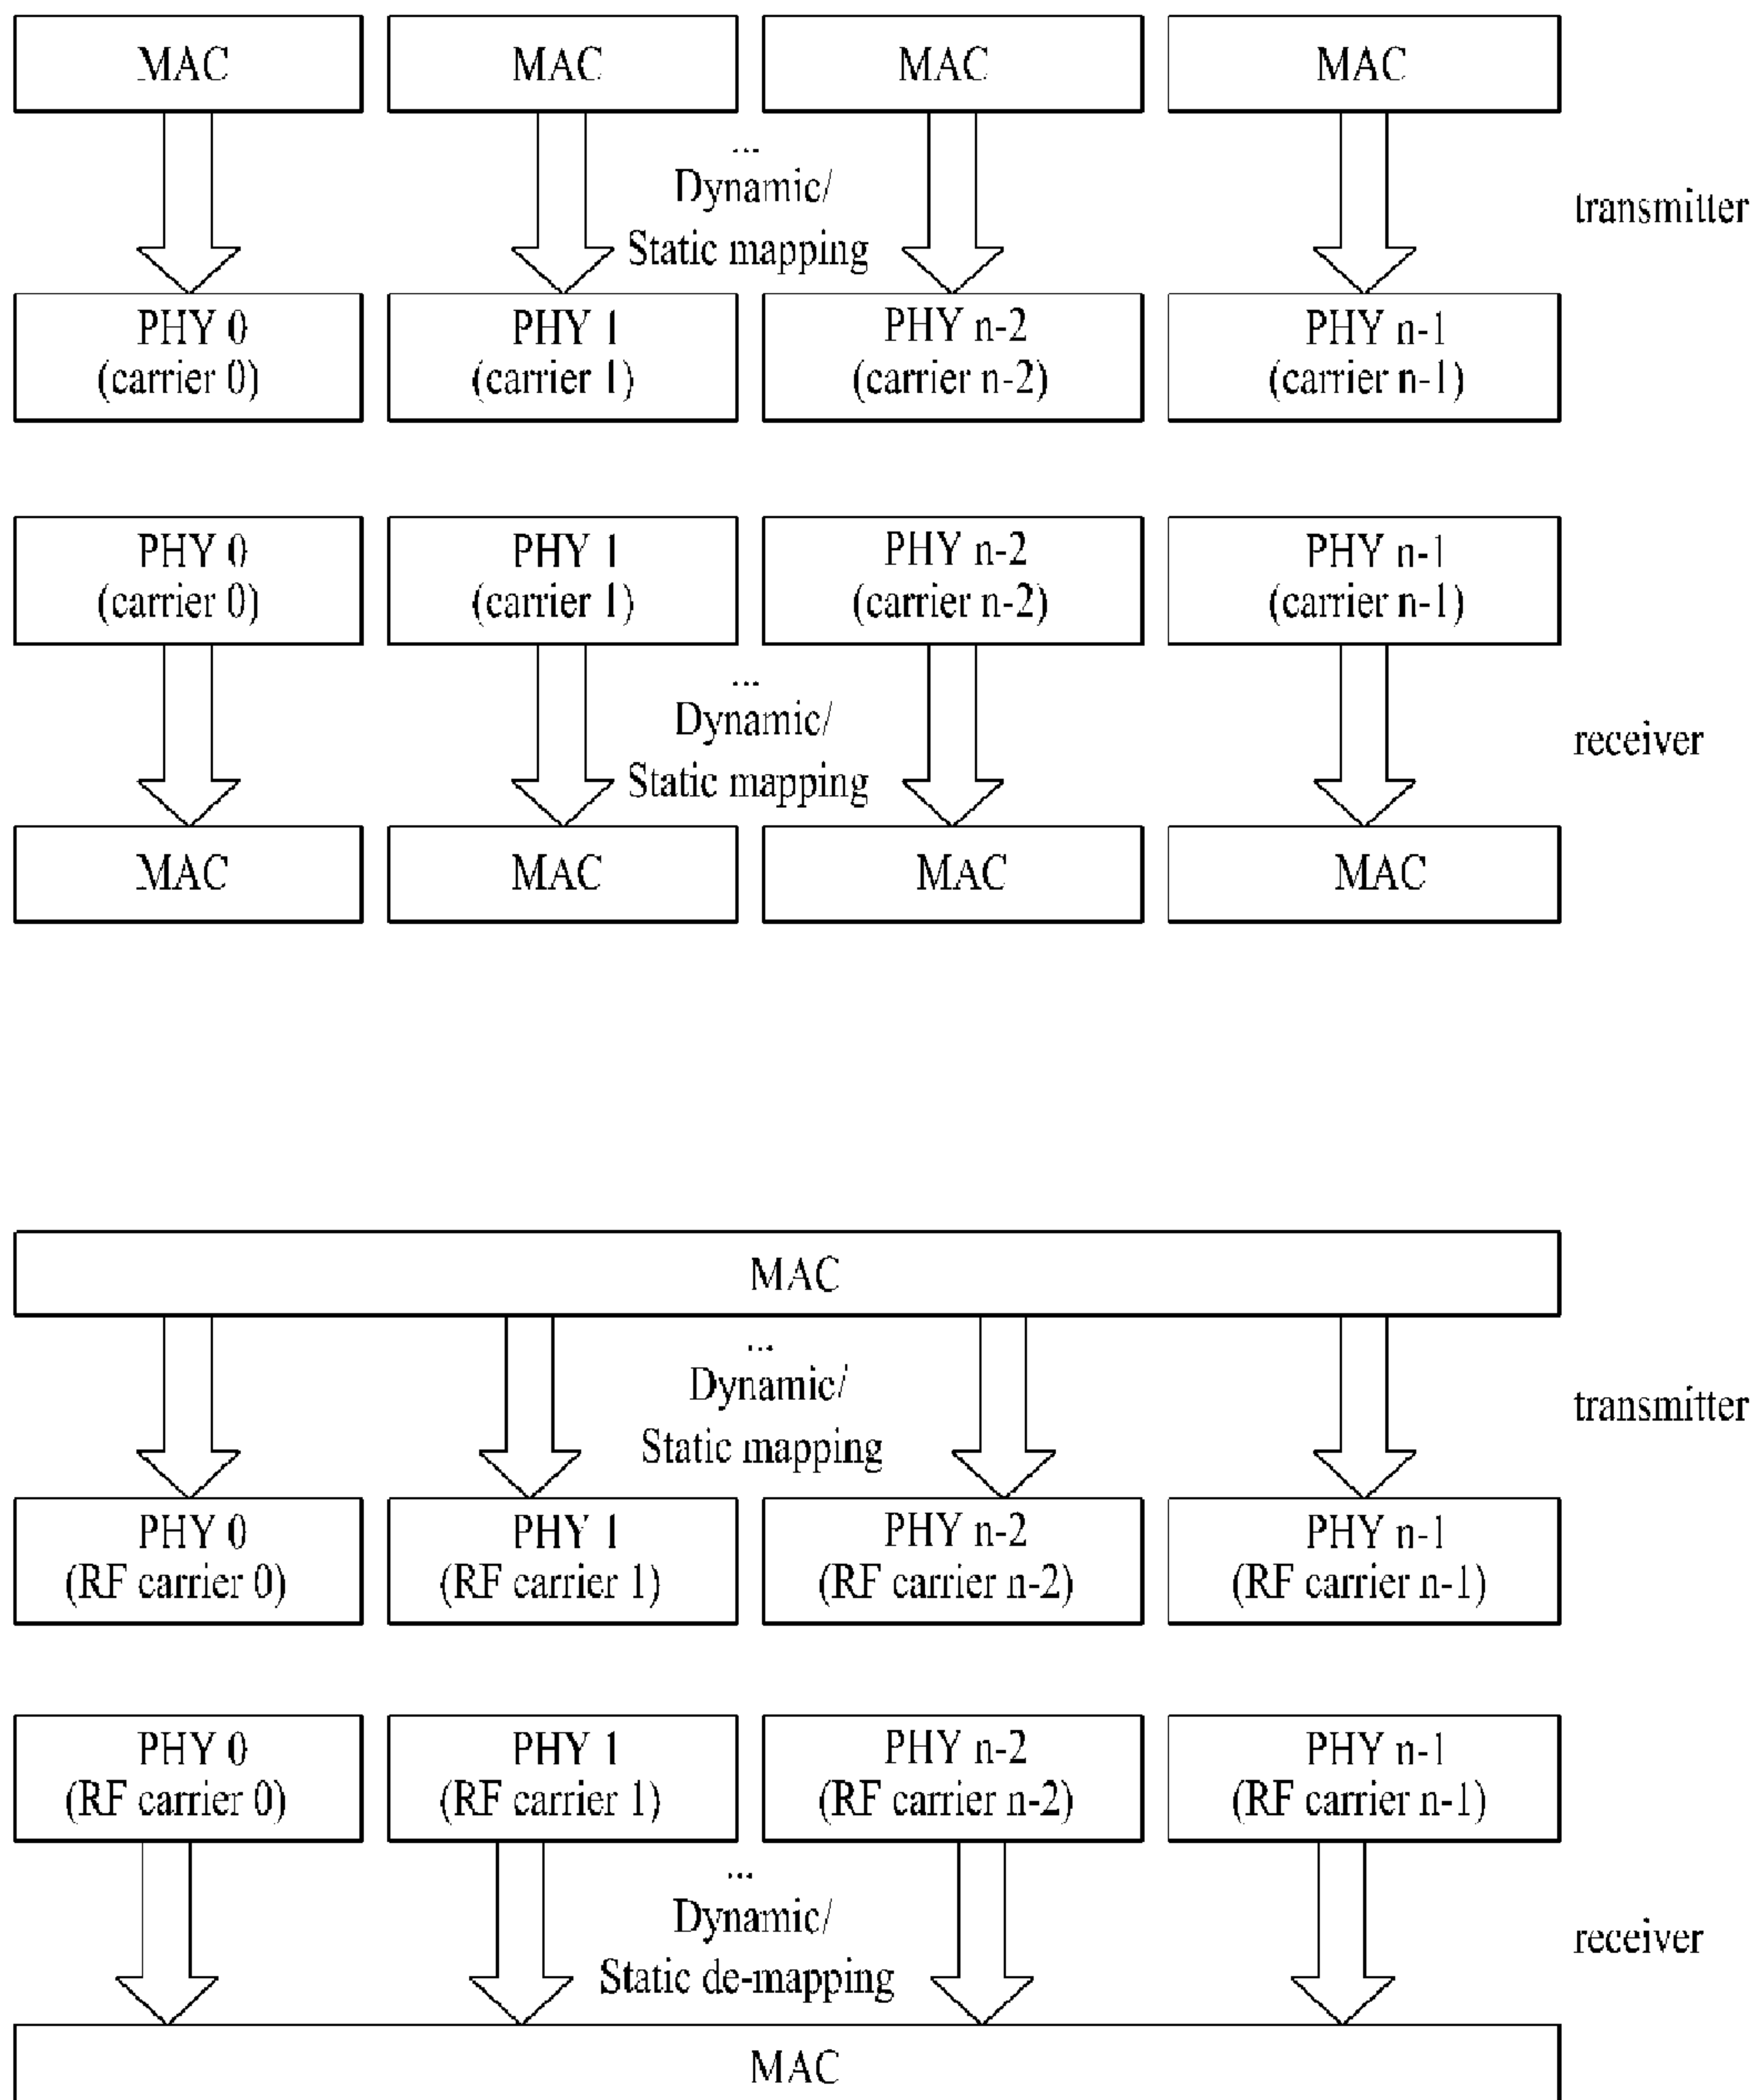 MAC MAC MAC MAC
...
Dynamic/
Static mapping
transmitter
PHY 0 PHY 1 PHY n-2 PHY n-1
(carrier 0) (carrier 1) (carrier n-2) (carrier n-1)
PHY 0 PHY 1 PHY n-2 PHY n-1
(carrier 0) (carrier 1) (carrier n-2) (carrier n-1)
...
Dynamic/
Static mapping
receiver
MAC MAC MAC MAC
MAC
...
Dynamic/
Static mapping
transmitter
PHY 0 PHY 1 PHY n-2 PHY n-1
(RF carrier 0) (RF carrier 1) (RF carrier n-2) (RF carrier n-1)
PHY 0 PHY 1 PHY n-2 PHY n-1
(RF carrier 0) (RF carrier 1) (RF carrier n-2) (RF carrier n-1)
...
Dynamic/
Static de-mapping
receiver
MAC